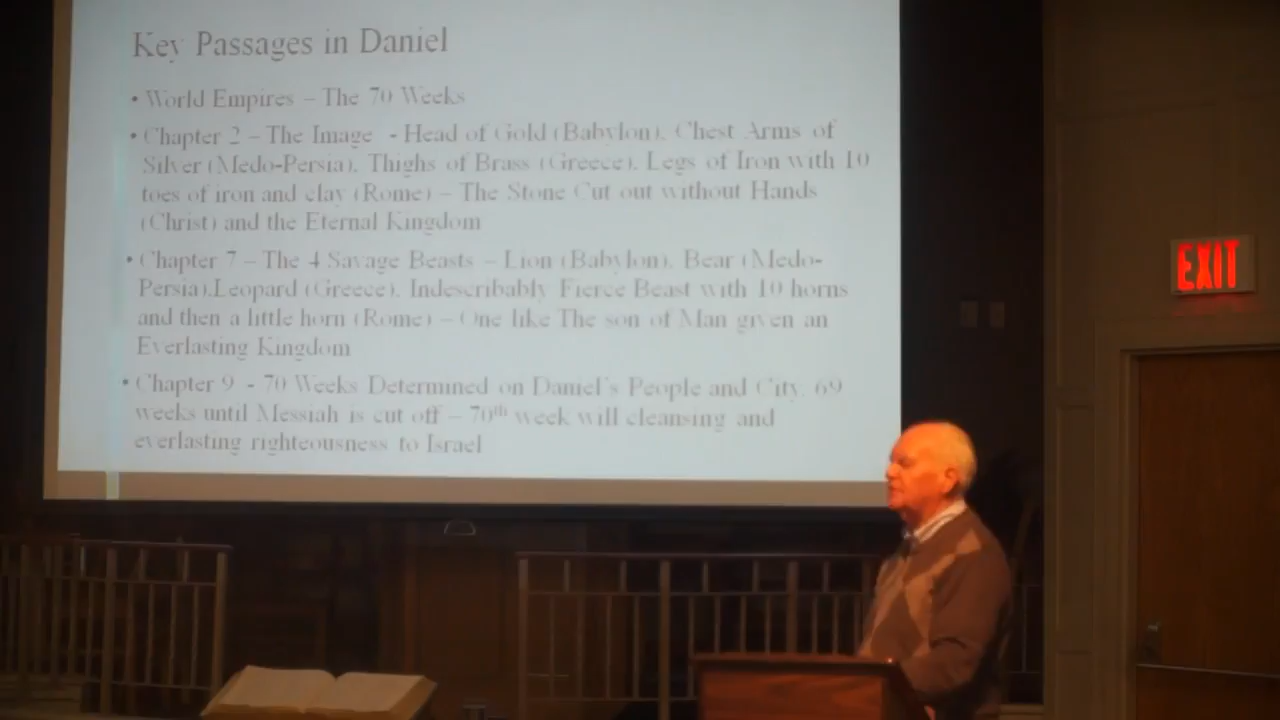 Key Passages in Daniel
• World Empires – The 70 Weeks
• Chapter 2 – The Image - Head of Gold (Babylon), Chest Arms of
Silver (Medo-Persia), Thighs of Brass (Greece), Legs of Iron with 10
toes of iron and clay (Rome) – The Stone Cut out without Hands
(Christ) and the Eternal Kingdom
• Chapter 7 – The 4 Savage Beasts – Lion (Babylon), Bear (Medo-
Persia),Leopard (Greece), Indescribably Fierce Beast with 10 horns
and then a little horn (Rome) – One like The son of Man given an
Everlasting Kingdom
• Chapter 9 - 70 Weeks Determined on Daniel's People and City, 69
weeks until Messiah is cut off – 70th week will cleansing and
everlasting righteousness to Israel
EXIT